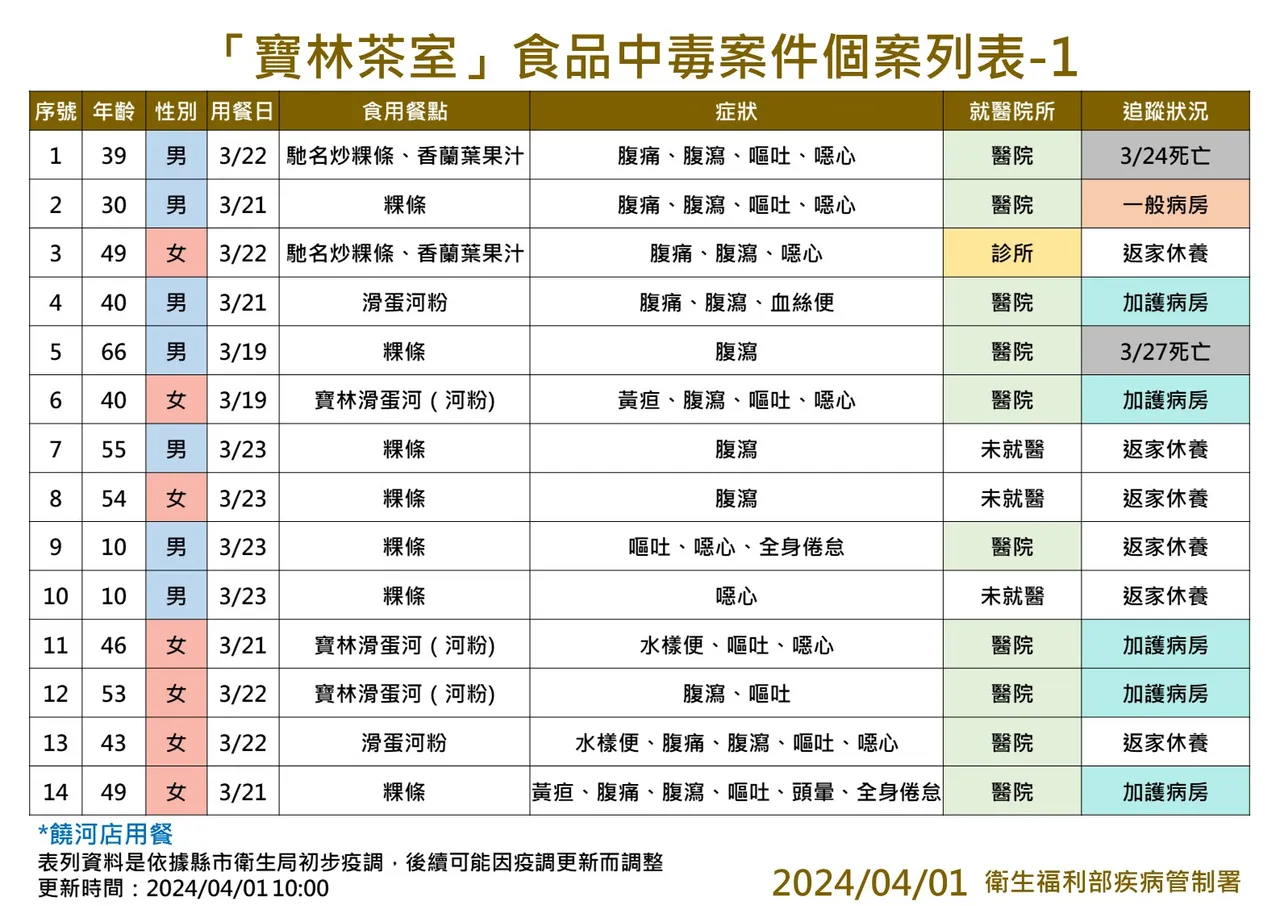 「寶林茶室」食品中毒案件個案列表-1
序號 年齡 性別 用餐日 食用餐點 症狀 就醫院所 追蹤狀況
1 39 男 3/22 馳名炒粿條、香蘭葉果汁 腹痛、腹瀉、嘔吐、噁心 醫院 3/24死亡
2 30 男 3/21 粿條 腹痛、腹瀉、嘔吐、噁心 醫院 一般病房
3 49 女 3/22 馳名炒粿條、香蘭葉果汁 腹痛、腹瀉、噁心 診所 返家休養
4 40 男 3/21 滑蛋河粉 腹痛、腹瀉、血絲便 醫院 加護病房
5 66 男 3/19 粿條 腹瀉 醫院 3/27死亡
6 40 女 3/19 寶林滑蛋河（河粉) 黃疸、腹瀉、嘔吐、噁心 醫院 加護病房
7 55 男 3/23 粿條 腹瀉 未就醫 返家休養
8 54 女 3/23 粿條 腹瀉 未就醫 返家休養
9 10 男 3/23 粿條 嘔吐、噁心、全身倦怠 醫院 返家休養
10 10 男 3/23 粿條 噁心 未就醫 返家休養
11 46 女 3/21 寶林滑蛋河（河粉) 水樣便、嘔吐、噁心 醫院 加護病房
12 53 女 3/22 寶林滑蛋河（河粉) 腹瀉、嘔吐 醫院 加護病房
13 43 女 3/22 滑蛋河粉 水樣便、腹痛、腹瀉、嘔吐、噁心 醫院 返家休養
14 49 女 3/21 粿條 黃疸、腹痛、腹瀉、嘔吐、頭暈、全身倦怠 醫院 加護病房
*饒河店用餐
表列資料是依據縣市衛生局初步疫調，後續可能因疫調更新而調整
更新時間：2024/04/01 10:00
2024/04/01 衛生福利部疾病管制署